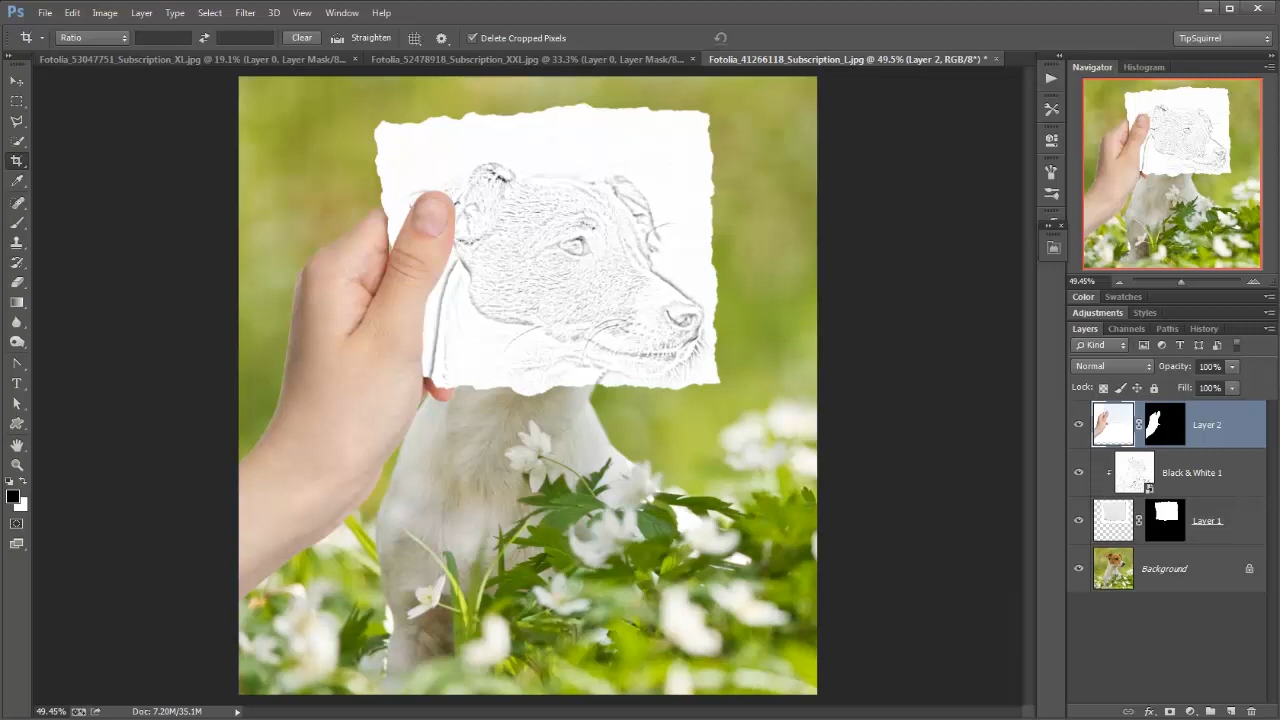 Ps File Edit Image Layer Type Select Filter 3D View Window Help
Ratio Clear Straighten Delete Cropped Pixels TipSquirrel
Fotolia_53047751_Subscription_XL.jpg @ 19.1% (Layer 0, Layer Mask/8... × Fotolia_52478918_Subscription_XXL.jpg @ 33.3% (Layer 0, Layer Mask/8... × Fotolia_41266118_Subscription_L.jpg @ 49.5% (Layer 2, RGB/8*) * ×
Navigator Histogram
49.45%
Color Swatches
Adjustments Styles
Layers Channels Paths History
Kind
Normal Opacity: 100%
Lock: Fill: 100%
Layer 2
Black & White 1
Layer 1
Background
49.45% Doc: 7.20M/35.1M fx